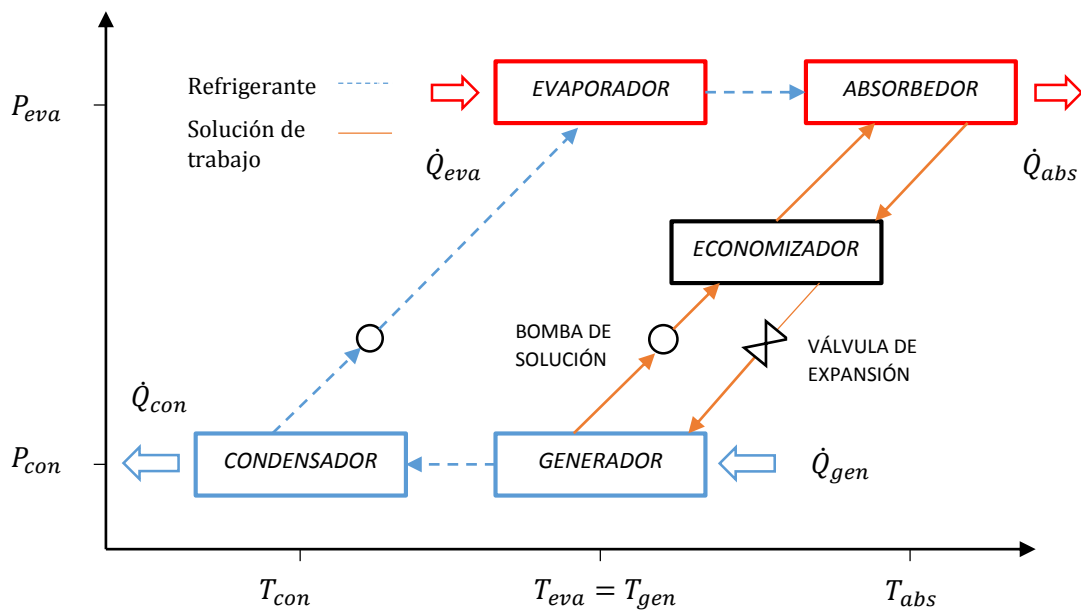 Refrigerante
Solución de
trabajo
EVAPORADOR
ABSORBEDOR
P_eva
Q̇_eva
Q̇_abs
ECONOMIZADOR
BOMBA DE
SOLUCIÓN
VÁLVULA DE
EXPANSIÓN
Q̇_con
P_con
CONDENSADOR
GENERADOR
Q̇_gen
T_con
T_eva = T_gen
T_abs